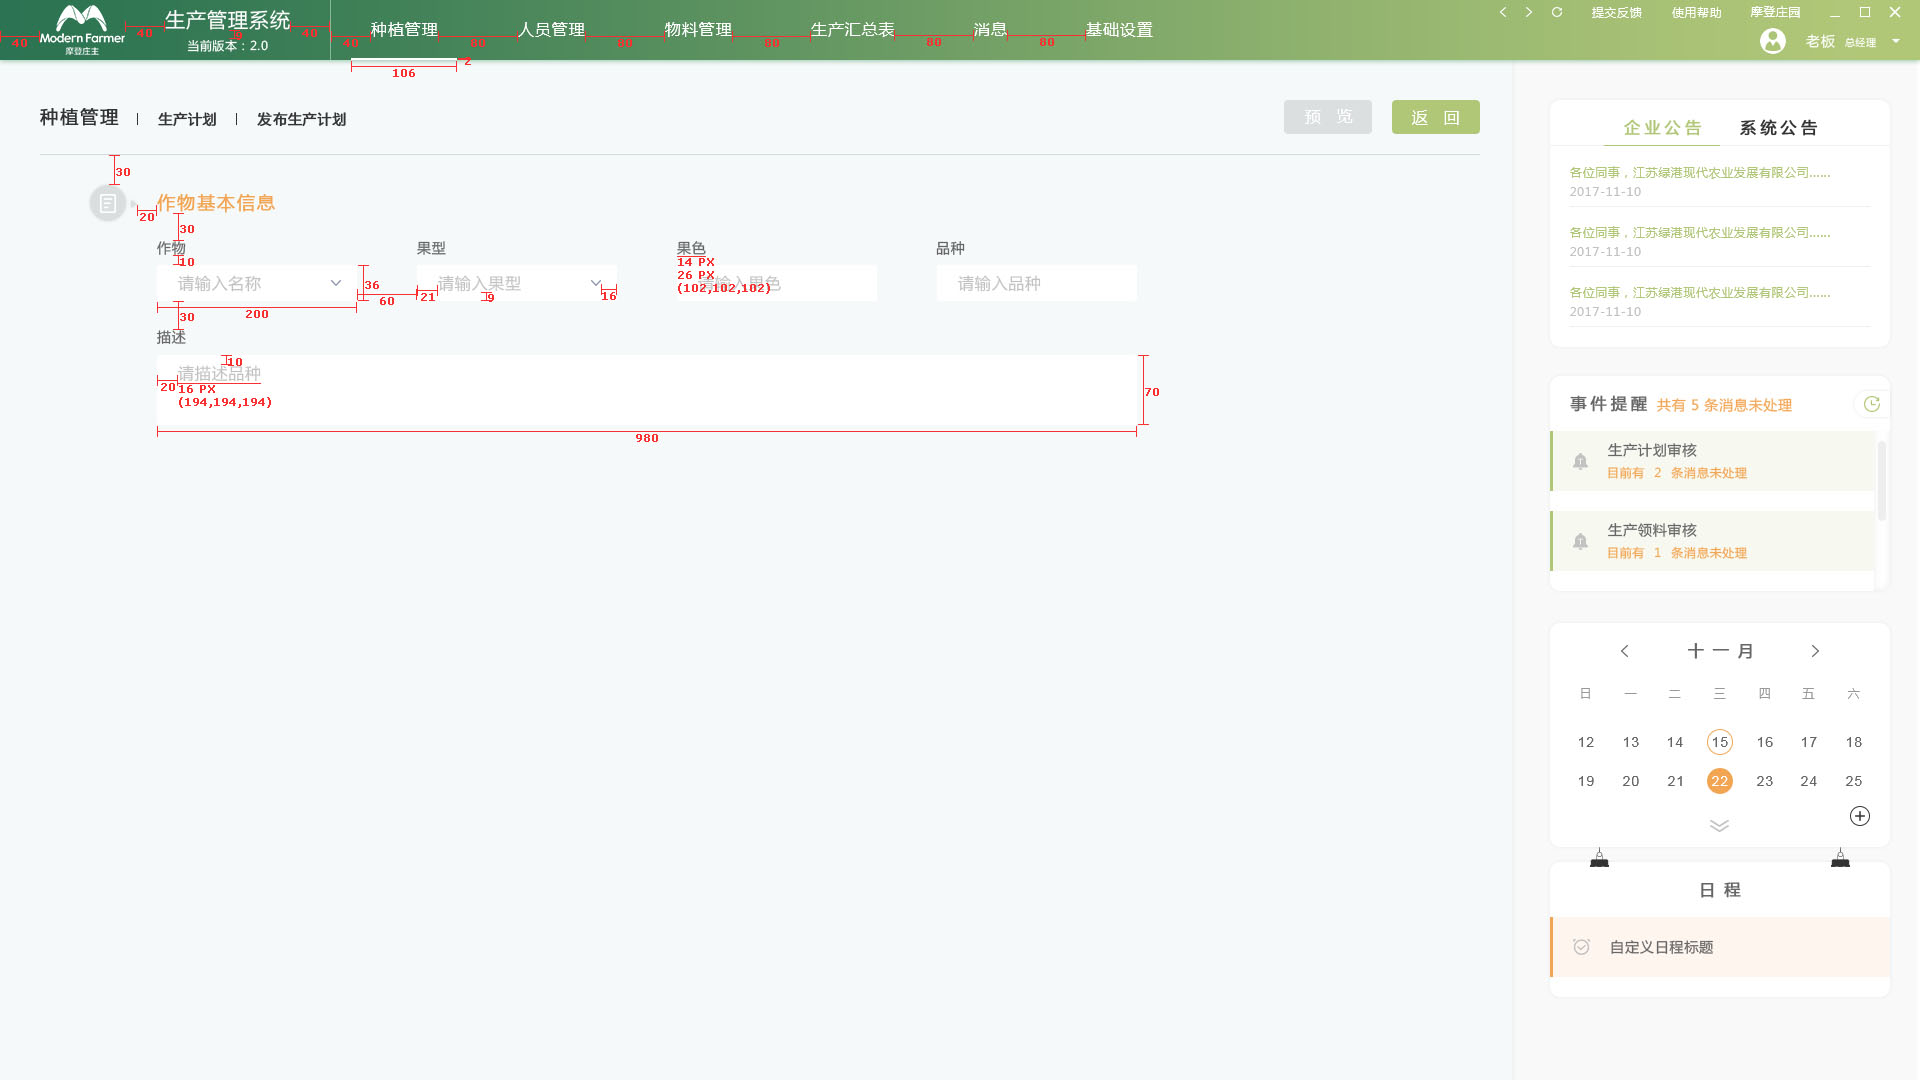 Modern Farmer
摩登庄主
生产管理系统
当前版本：2.0
种植管理
人员管理
物料管理
生产汇总表
消息
基础设置
提交反馈
使用帮助
摩登庄园
老板 总经理
40
40
40
40
80
80
80
80
80
106
2
种植管理 | 生产计划 | 发布生产计划
预 览
返 回
30
20
作物基本信息
30
作物
果型
果色
品种
10
14 PX
26 PX
(102,102,102)
请输入名称
请输入果型
请输入果色
请输入品种
36
60
21
9
16
200
30
描述
10
请描述品种
20
16 PX
(194,194,194)
70
980
企业公告 系统公告
各位同事，江苏绿港现代农业发展有限公司......
2017-11-10
各位同事，江苏绿港现代农业发展有限公司......
2017-11-10
各位同事，江苏绿港现代农业发展有限公司......
2017-11-10
事件提醒 共有 5 条消息未处理
生产计划审核
目前有 2 条消息未处理
生产领料审核
目前有 1 条消息未处理
十一月
日 一 二 三 四 五 六
12 13 14 15 16 17 18
19 20 21 22 23 24 25
日 程
自定义日程标题